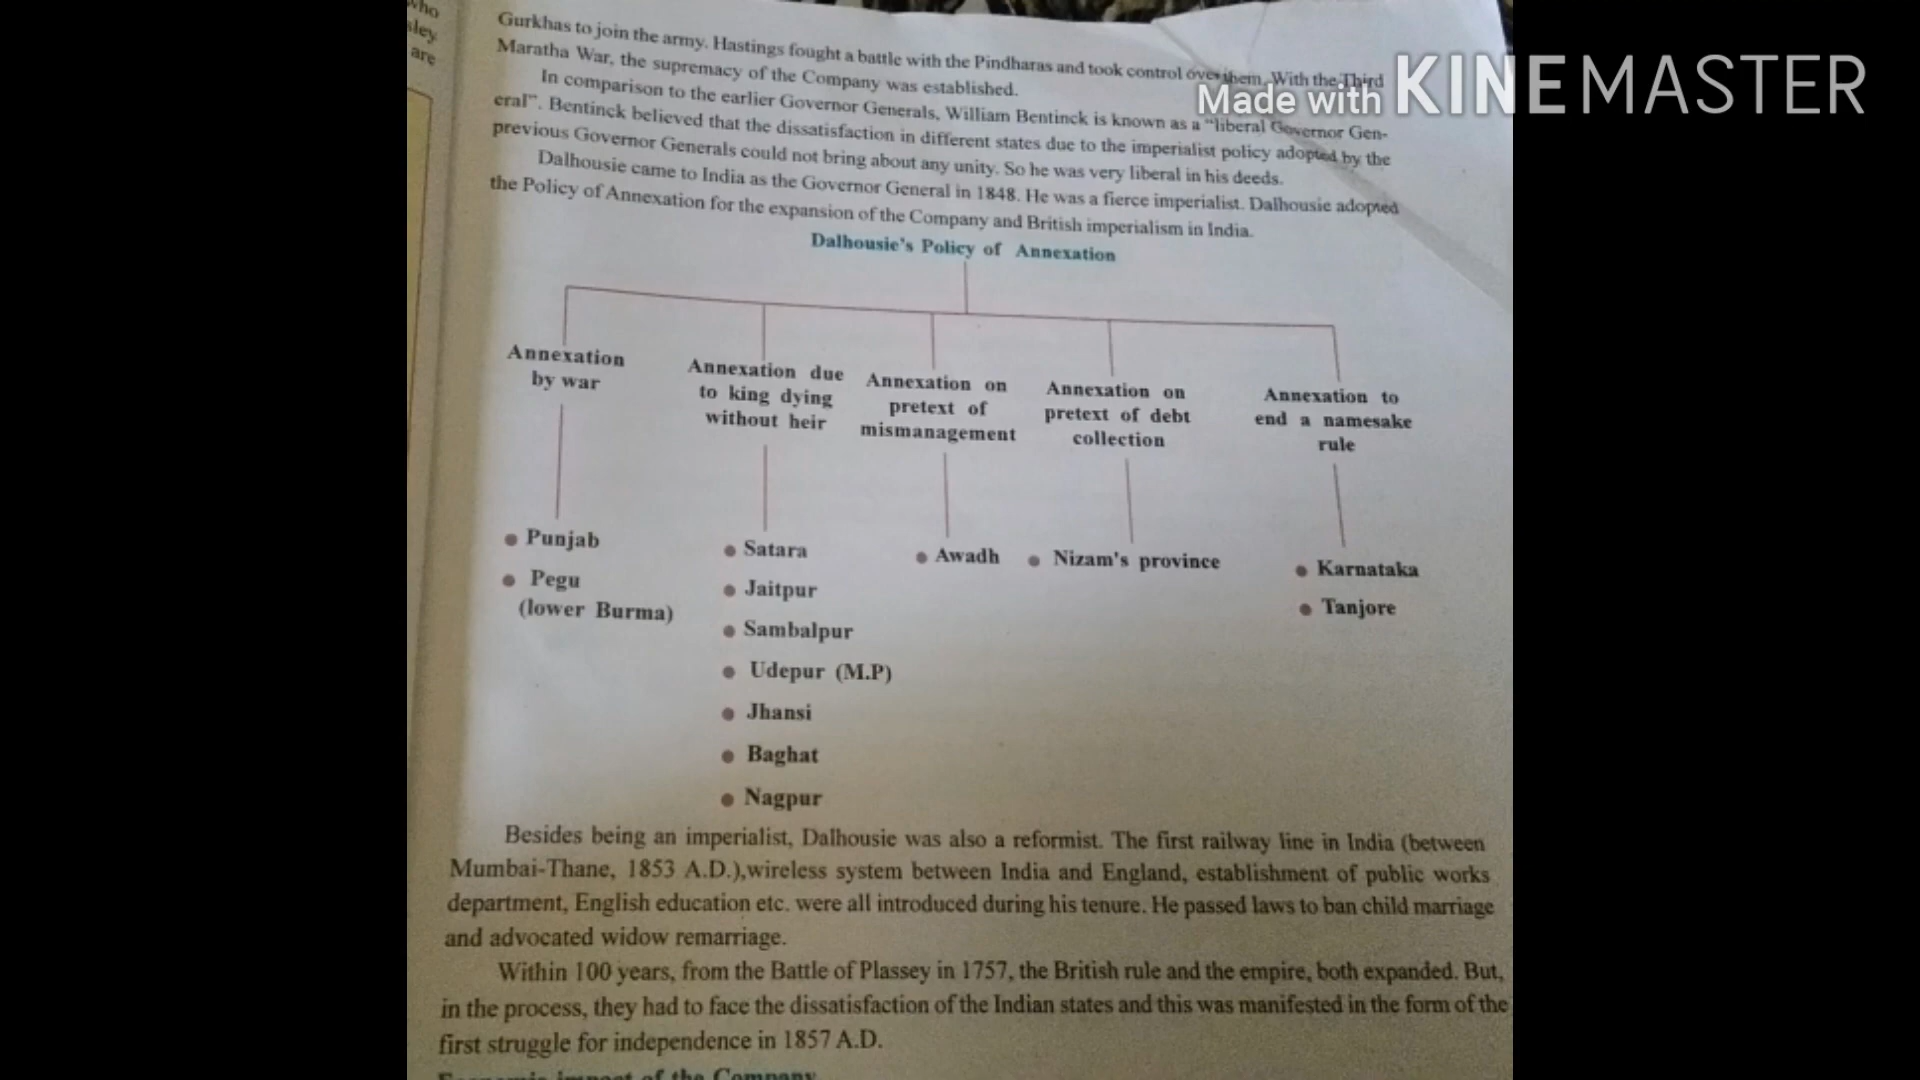 who
sley
are
Gurkhas to join the army. Hastings fought a battle with the Pindharas and took control over them. With the Third
Maratha War, the supremacy of the Company was established.
In comparison to the earlier Governor Generals, William Bentinck is known as a "liberal Governor Gen-
eral". Bentinck believed that the dissatisfaction in different states due to the imperialist policy adopted by the
previous Governor Generals could not bring about any unity. So he was very liberal in his deeds.
Dalhousie came to India as the Governor General in 1848. He was a fierce imperialist. Dalhousie adopted
the Policy of Annexation for the expansion of the Company and British imperialism in India.
Made with KINEMASTER
Dalhousie's Policy of Annexation
Annexation
by war
Annexation due
to king dying
without heir
Annexation on
pretext of
mismanagement
Annexation on
pretext of debt
collection
Annexation to
end a namesake
rule
• Punjab
• Pegu
(lower Burma)
• Satara
• Jaitpur
• Sambalpur
• Udepur (M.P)
• Jhansi
• Baghat
• Nagpur
• Awadh
• Nizam's province
• Karnataka
• Tanjore
Besides being an imperialist, Dalhousie was also a reformist. The first railway line in India (between
Mumbai-Thane, 1853 A.D.),wireless system between India and England, establishment of public works
department, English education etc. were all introduced during his tenure. He passed laws to ban child marriage
and advocated widow remarriage.
Within 100 years, from the Battle of Plassey in 1757, the British rule and the empire, both expanded. But,
in the process, they had to face the dissatisfaction of the Indian states and this was manifested in the form of the
first struggle for independence in 1857 A.D.
Economic impact of the Company